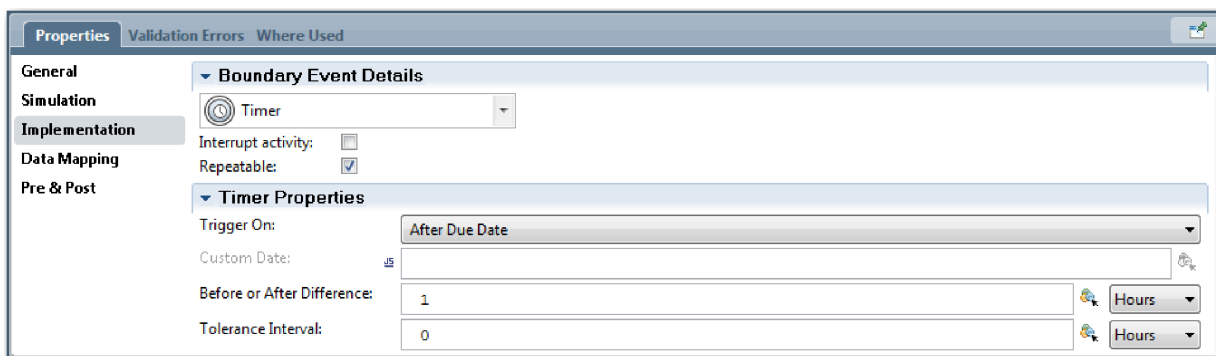 Properties Validation Errors Where Used
General
Simulation
Implementation
Data Mapping
Pre & Post
Boundary Event Details
Timer
Interrupt activity:
Repeatable:
Timer Properties
Trigger On: After Due Date
Custom Date: JS
Before or After Difference: 1 Hours
Tolerance Interval: 0 Hours